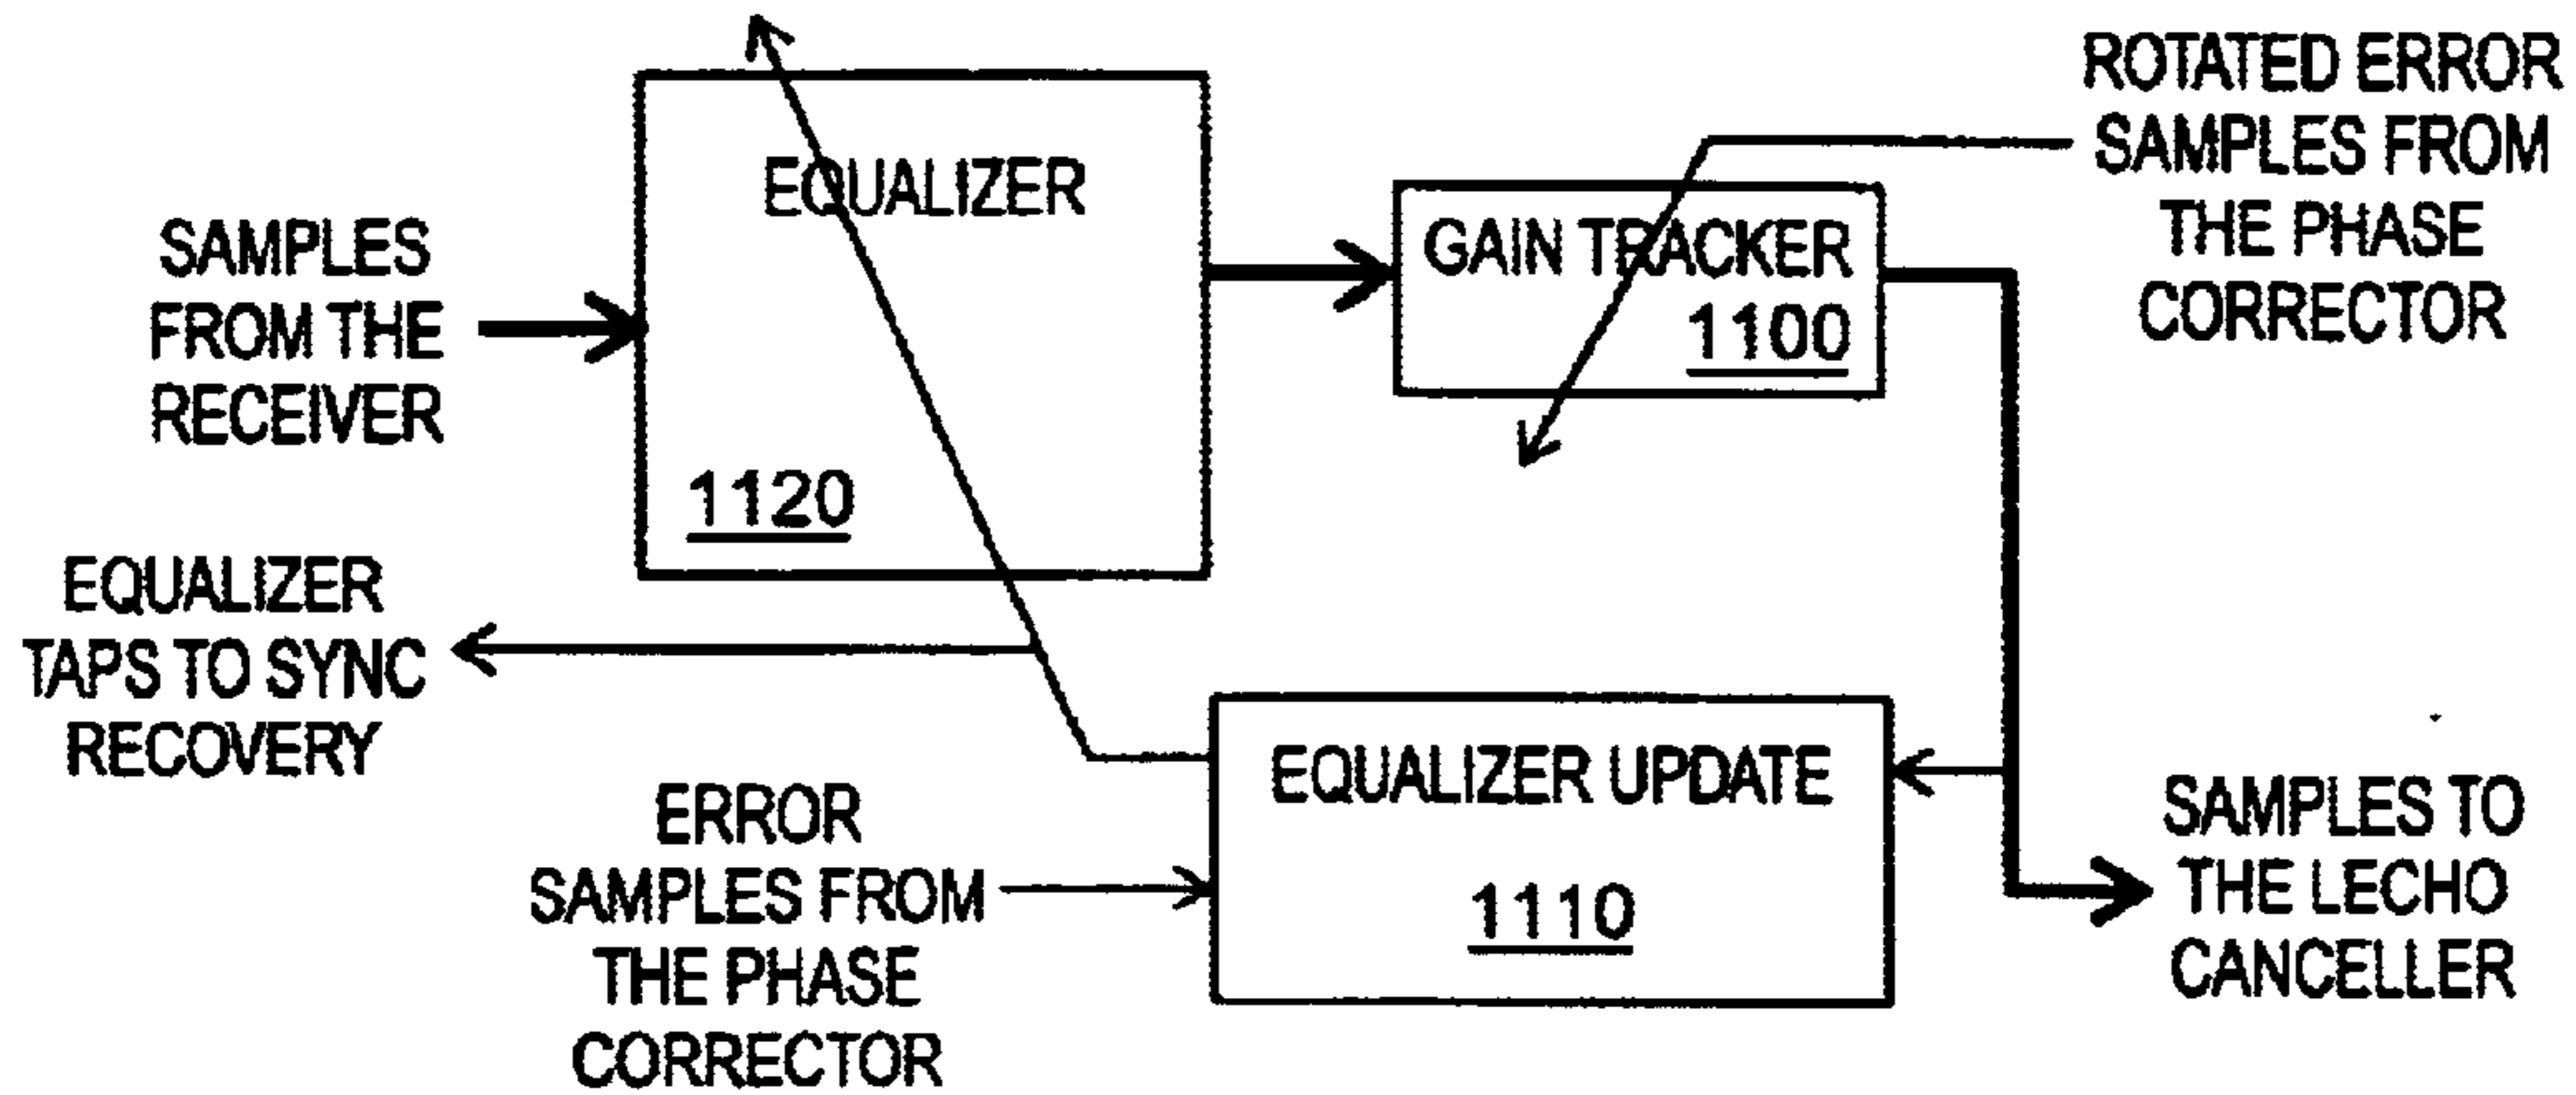 SAMPLES
FROM THE
RECEIVER
EQUALIZER
1120
GAIN TRACKER
1100
ROTATED ERROR
SAMPLES FROM
THE PHASE
CORRECTOR
EQUALIZER
TAPS TO SYNC
RECOVERY
ERROR
SAMPLES FROM
THE PHASE
CORRECTOR
EQUALIZER UPDATE
1110
SAMPLES TO
THE LECHO
CANCELLER